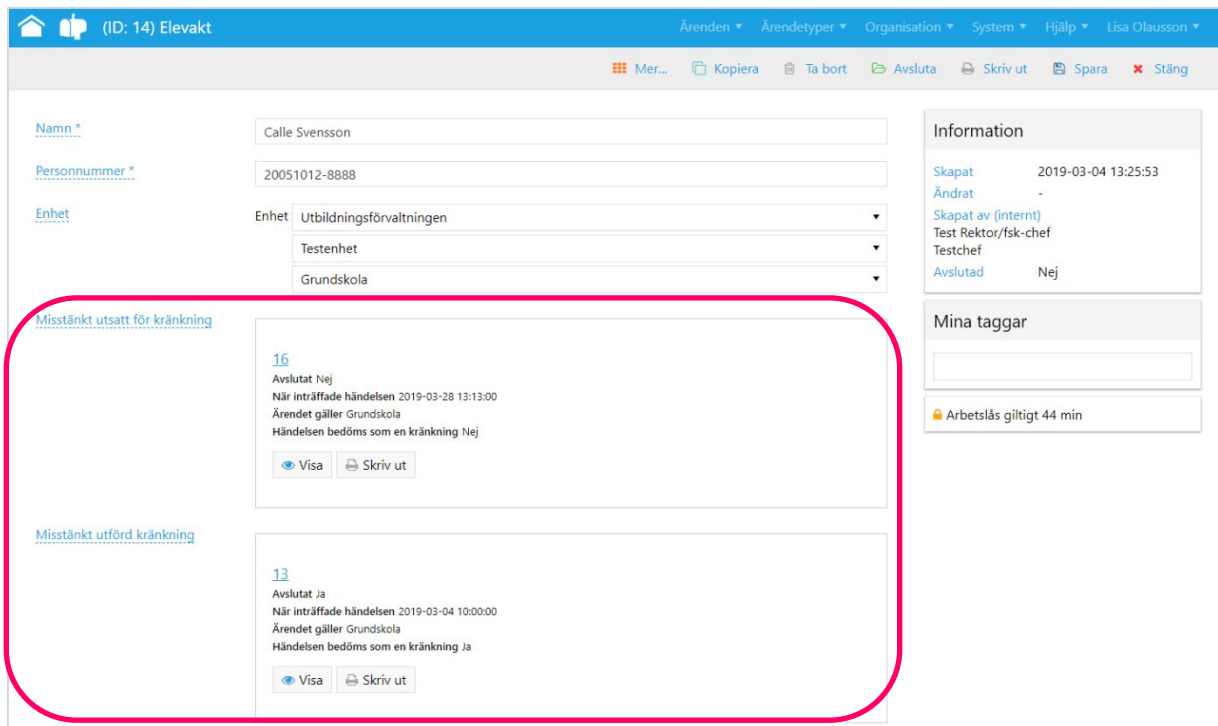 (ID: 14) Elevakt
Ärenden Ärendetyper Organisation System Hjälp Lisa Olausson
Mer... Kopiera Ta bort Avsluta Skriv ut Spara Stäng
Namn * Calle Svensson
Personnummer * 20051012-8888
Enhet Enhet Utbildningsförvaltningen
Testenhet
Grundskola
Misstänkt utsatt för kränkning
16
Avslutat Nej
När inträffade händelsen 2019-03-28 13:13:00
Ärendet gäller Grundskola
Händelsen bedöms som en kränkning Nej
Visa Skriv ut
Misstänkt utförd kränkning
13
Avslutat Ja
När inträffade händelsen 2019-03-04 10:00:00
Ärendet gäller Grundskola
Händelsen bedöms som en kränkning Ja
Visa Skriv ut
Information
Skapat 2019-03-04 13:25:53
Ändrat -
Skapat av (internt)
Test Rektor/fsk-chef
Testchef
Avslutad Nej
Mina taggar
Arbetslås giltigt 44 min